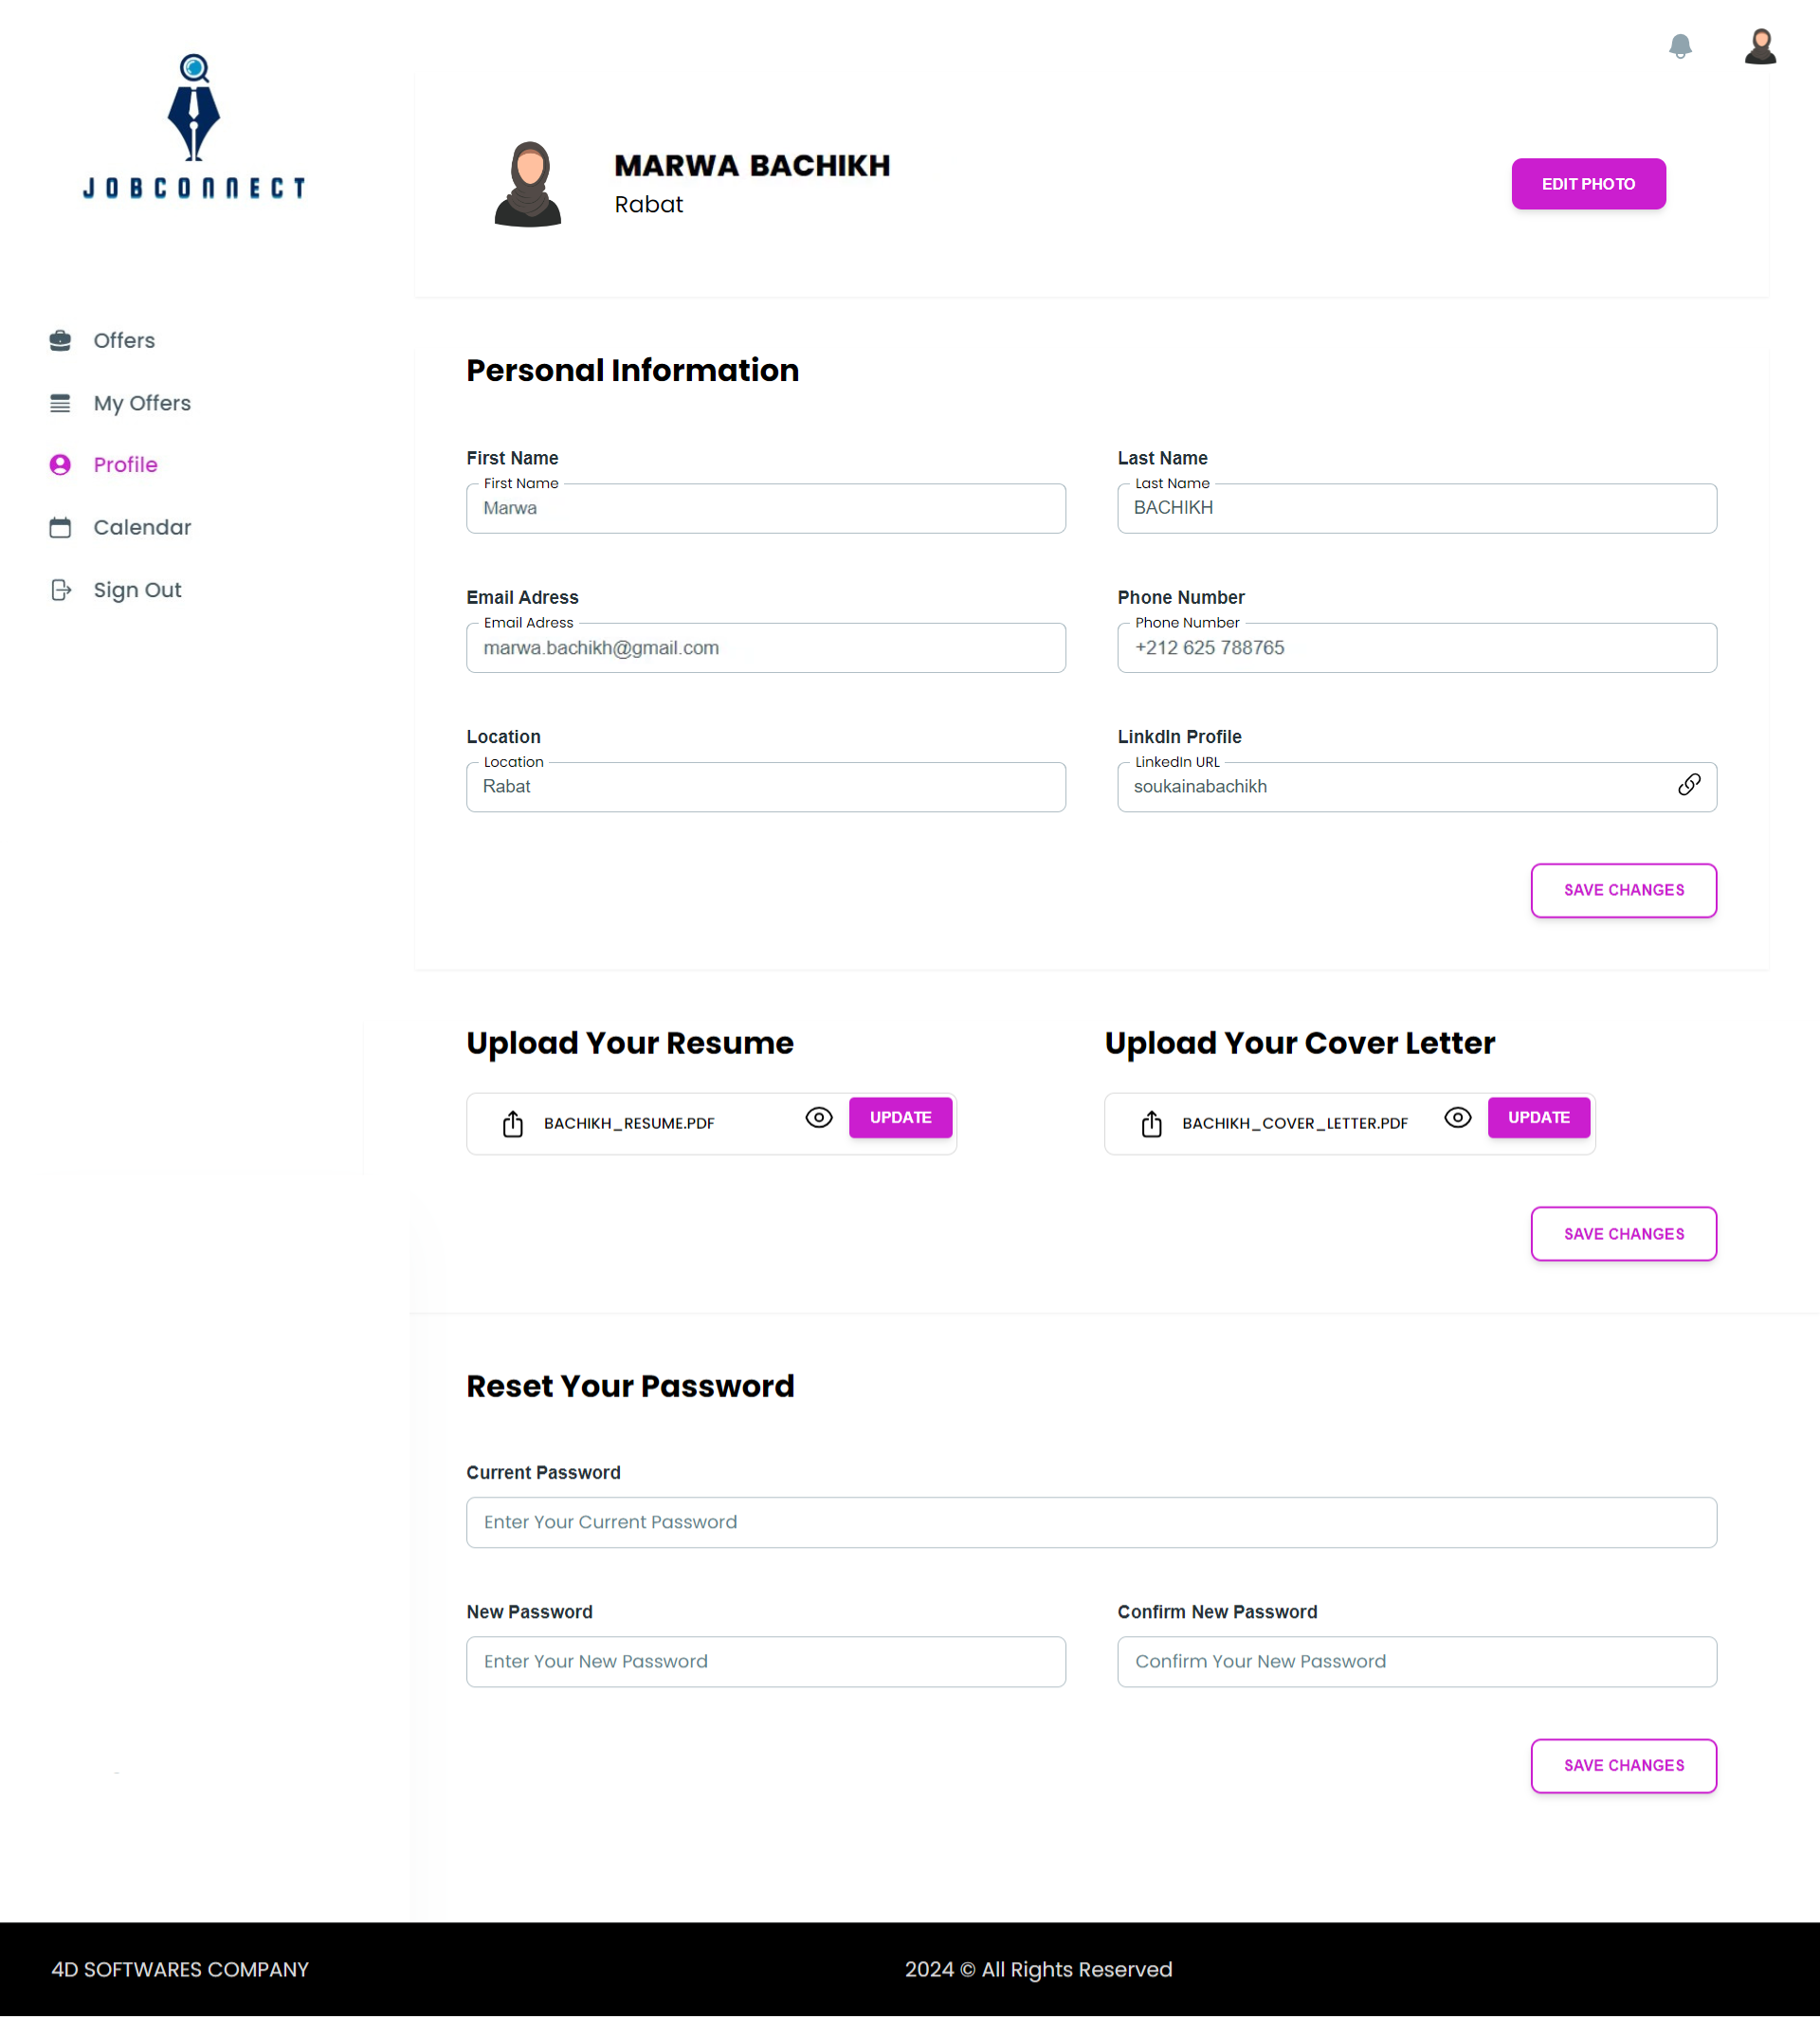 JOBCONNECT
MARWA BACHIKH
Rabat
EDIT PHOTO
Offers
My Offers
Profile
Calendar
Sign Out
Personal Information
First Name
First Name
Marwa
Last Name
Last Name
BACHIKH
Email Adress
Email Adress
marwa.bachikh@gmail.com
Phone Number
Phone Number
+212 625 788765
Location
Location
Rabat
LinkdIn Profile
LinkedIn URL
soukainabachikh
SAVE CHANGES
Upload Your Resume
BACHIKH_RESUME.PDF
UPDATE
Upload Your Cover Letter
BACHIKH_COVER_LETTER.PDF
UPDATE
SAVE CHANGES
Reset Your Password
Current Password
Enter Your Current Password
New Password
Enter Your New Password
Confirm New Password
Confirm Your New Password
SAVE CHANGES
4D SOFTWARES COMPANY
2024 © All Rights Reserved